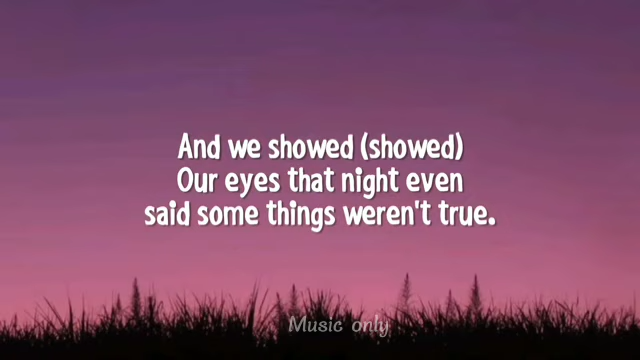 And we showed (showed)
Our eyes that night even
said some things weren't true.
Music only